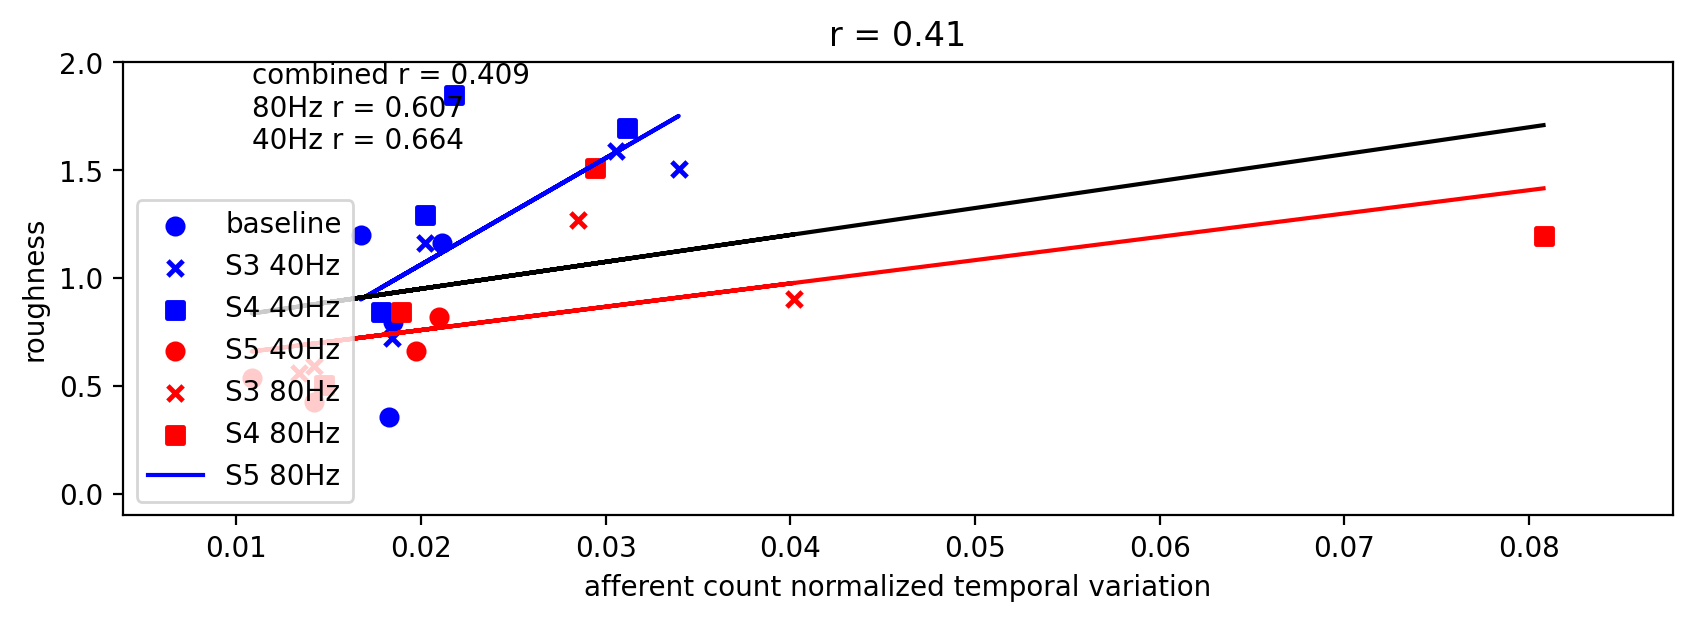 r = 0.41
combined r = 0.409
80Hz r = 0.607
40Hz r = 0.664
baseline
S3 40Hz
S4 40Hz
S5 40Hz
S3 80Hz
S4 80Hz
S5 80Hz
roughness
2.0
1.5
1.0
0.5
0.0
0.01 0.02 0.03 0.04 0.05 0.06 0.07 0.08
afferent count normalized temporal variation